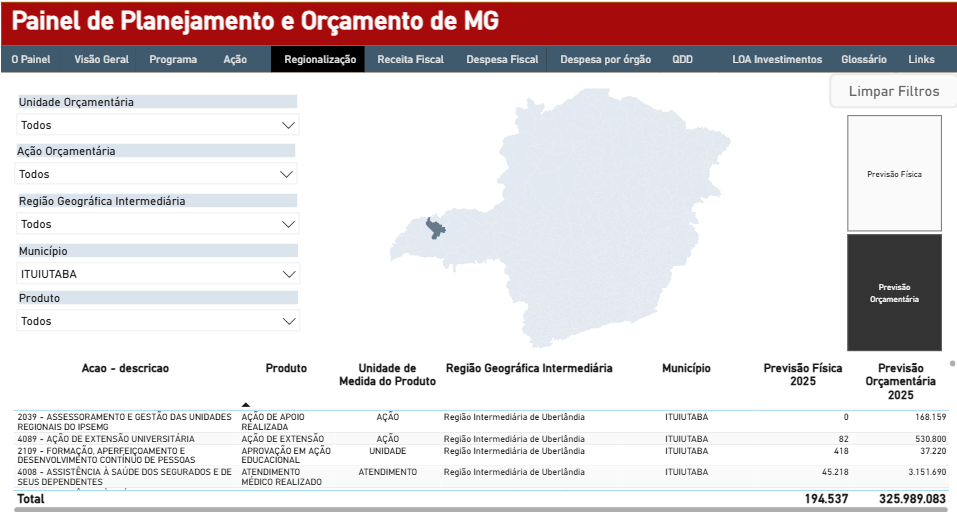 Painel de Planejamento e Orçamento de MG
O Painel Visão Geral Programa Ação Regionalização Receita Fiscal Despesa Fiscal Despesa por órgão QDD LOA Investimentos Glossário Links
Limpar Filtros
Unidade Orçamentária
Todos
Ação Orçamentária
Todos
Região Geográfica Intermediária
Todos
Município
ITUIUTABA
Produto
Todos
Previsão Física
Previsão
Orçamentária
Acao - descricao Produto Unidade de Região Geográfica Intermediária Município Previsão Física Previsão
Medida do Produto 2025 Orçamentária
2025
2039 - ASSESSORAMENTO E GESTÃO DAS UNIDADES AÇÃO DE APOIO AÇÃO Região Intermediária de Uberlândia ITUIUTABA 0 168.159
REGIONAIS DO IPSEMG REALIZADA
4089 - AÇÃO DE EXTENSÃO UNIVERSITÁRIA AÇÃO DE EXTENSÃO AÇÃO Região Intermediária de Uberlândia ITUIUTABA 82 530.800
2109 - FORMAÇÃO, APERFEIÇOAMENTO E APROVAÇÃO EM AÇÃO UNIDADE Região Intermediária de Uberlândia ITUIUTABA 418 37.220
DESENVOLVIMENTO CONTÍNUO DE PESSOAS EDUCACIONAL
4008 - ASSISTÊNCIA À SAÚDE DOS SEGURADOS E DE ATENDIMENTO ATENDIMENTO Região Intermediária de Uberlândia ITUIUTABA 45.218 3.151.690
SEUS DEPENDENTES MÉDICO REALIZADO
Total 194.537 325.989.083